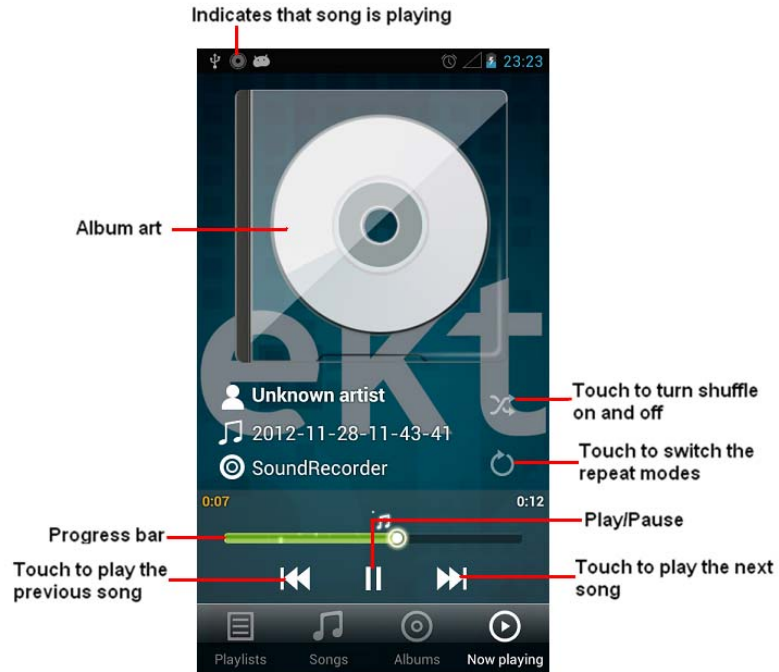 Indicates that song is playing
23:23
Album art
ekt
Unknown artist
2012-11-28-11-43-41
SoundRecorder
Touch to turn shuffle
on and off
Touch to switch the
repeat modes
0:07
0:12
Progress bar
Play/Pause
Touch to play the
previous song
Touch to play the next
song
Playlists
Songs
Albums
Now playing